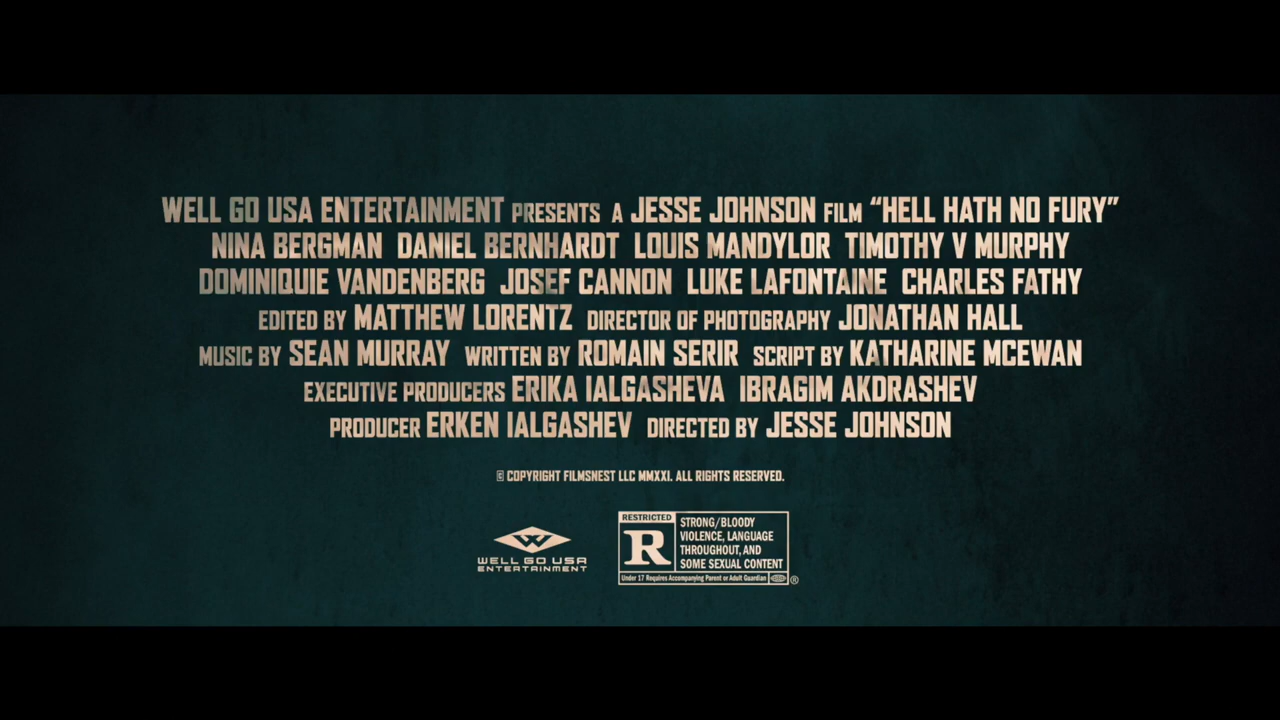 WELL GO USA ENTERTAINMENT PRESENTS A JESSE JOHNSON FILM “HELL HATH NO FURY”
NINA BERGMAN DANIEL BERNHARDT LOUIS MANDYLOR TIMOTHY V MURPHY
DOMINIQUIE VANDENBERG JOSEF CANNON LUKE LAFONTAINE CHARLES FATHY
EDITED BY MATTHEW LORENTZ DIRECTOR OF PHOTOGRAPHY JONATHAN HALL
MUSIC BY SEAN MURRAY WRITTEN BY ROMAIN SERIR SCRIPT BY KATHARINE MCEWAN
EXECUTIVE PRODUCERS ERIKA IALGASHEVA IBRAGIM AKDRASHEV
PRODUCER ERKEN IALGASHEV DIRECTED BY JESSE JOHNSON
© COPYRIGHT FILMSNEST LLC MMXXI. ALL RIGHTS RESERVED.
WELL GO USA
ENTERTAINMENT
RESTRICTED
R
STRONG/BLOODY
VIOLENCE, LANGUAGE
THROUGHOUT, AND
SOME SEXUAL CONTENT
Under 17 Requires Accompanying Parent or Adult Guardian ®